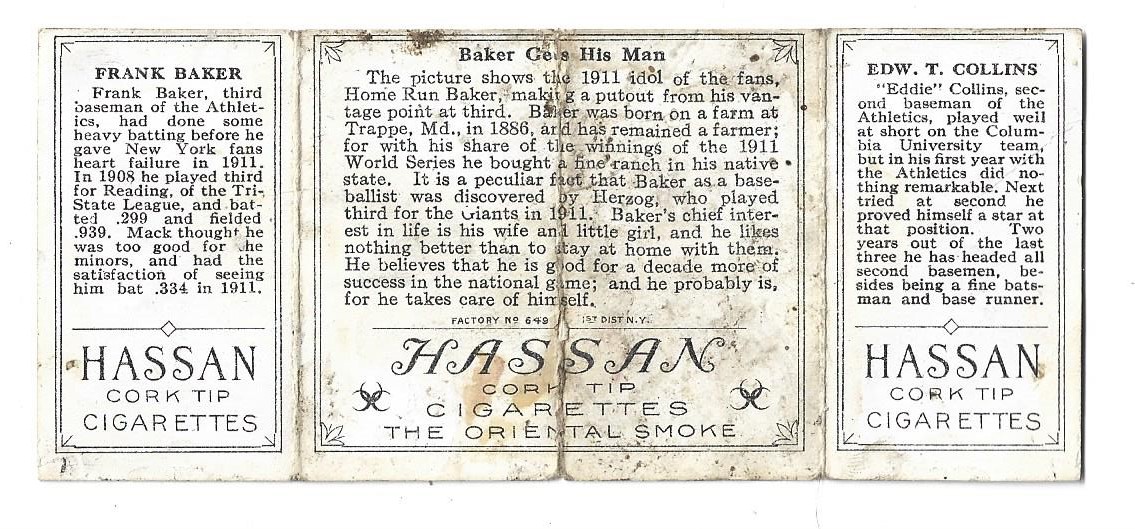 FRANK BAKER
Frank Baker, third
baseman of the Athlet-
ics, had done some
heavy batting before he
gave New York fans
heart failure in 1911.
In 1908 he played third
for Reading, of the Tri-
State League, and bat-
ted .299 and fielded
.939. Mack thought he
was too good for the
minors, and had the
satisfaction of seeing
him bat .334 in 1911.
HASSAN
CORK TIP
CIGARETTES
Baker Gets His Man
The picture shows the 1911 idol of the fans,
Home Run Baker, making a putout from his van-
tage point at third. Baker was born on a farm at
Trappe, Md., in 1886, and has remained a farmer;
for with his share of the winnings of the 1911
World Series he bought a fine ranch in his native
state. It is a peculiar fact that Baker as a base-
ballist was discovered by Herzog, who played
third for the Giants in 1911. Baker's chief inter-
est in life is his wife and little girl, and he likes
nothing better than to stay at home with them.
He believes that he is good for a decade more of
success in the national game; and he probably is,
for he takes care of himself.
FACTORY No 649 1ST DIST N.Y.
HASSAN
CORK TIP
CIGARETTES
THE ORIENTAL SMOKE
EDW. T. COLLINS
"Eddie" Collins, sec-
ond baseman of the
Athletics, played well
at short on the Colum-
bia University team,
but in his first year with
the Athletics did no-
thing remarkable. Next
tried at second he
proved himself a star at
that position. Two
years out of the last
three he has headed all
second basemen, be-
sides being a fine bats-
man and base runner.
HASSAN
CORK TIP
CIGARETTES